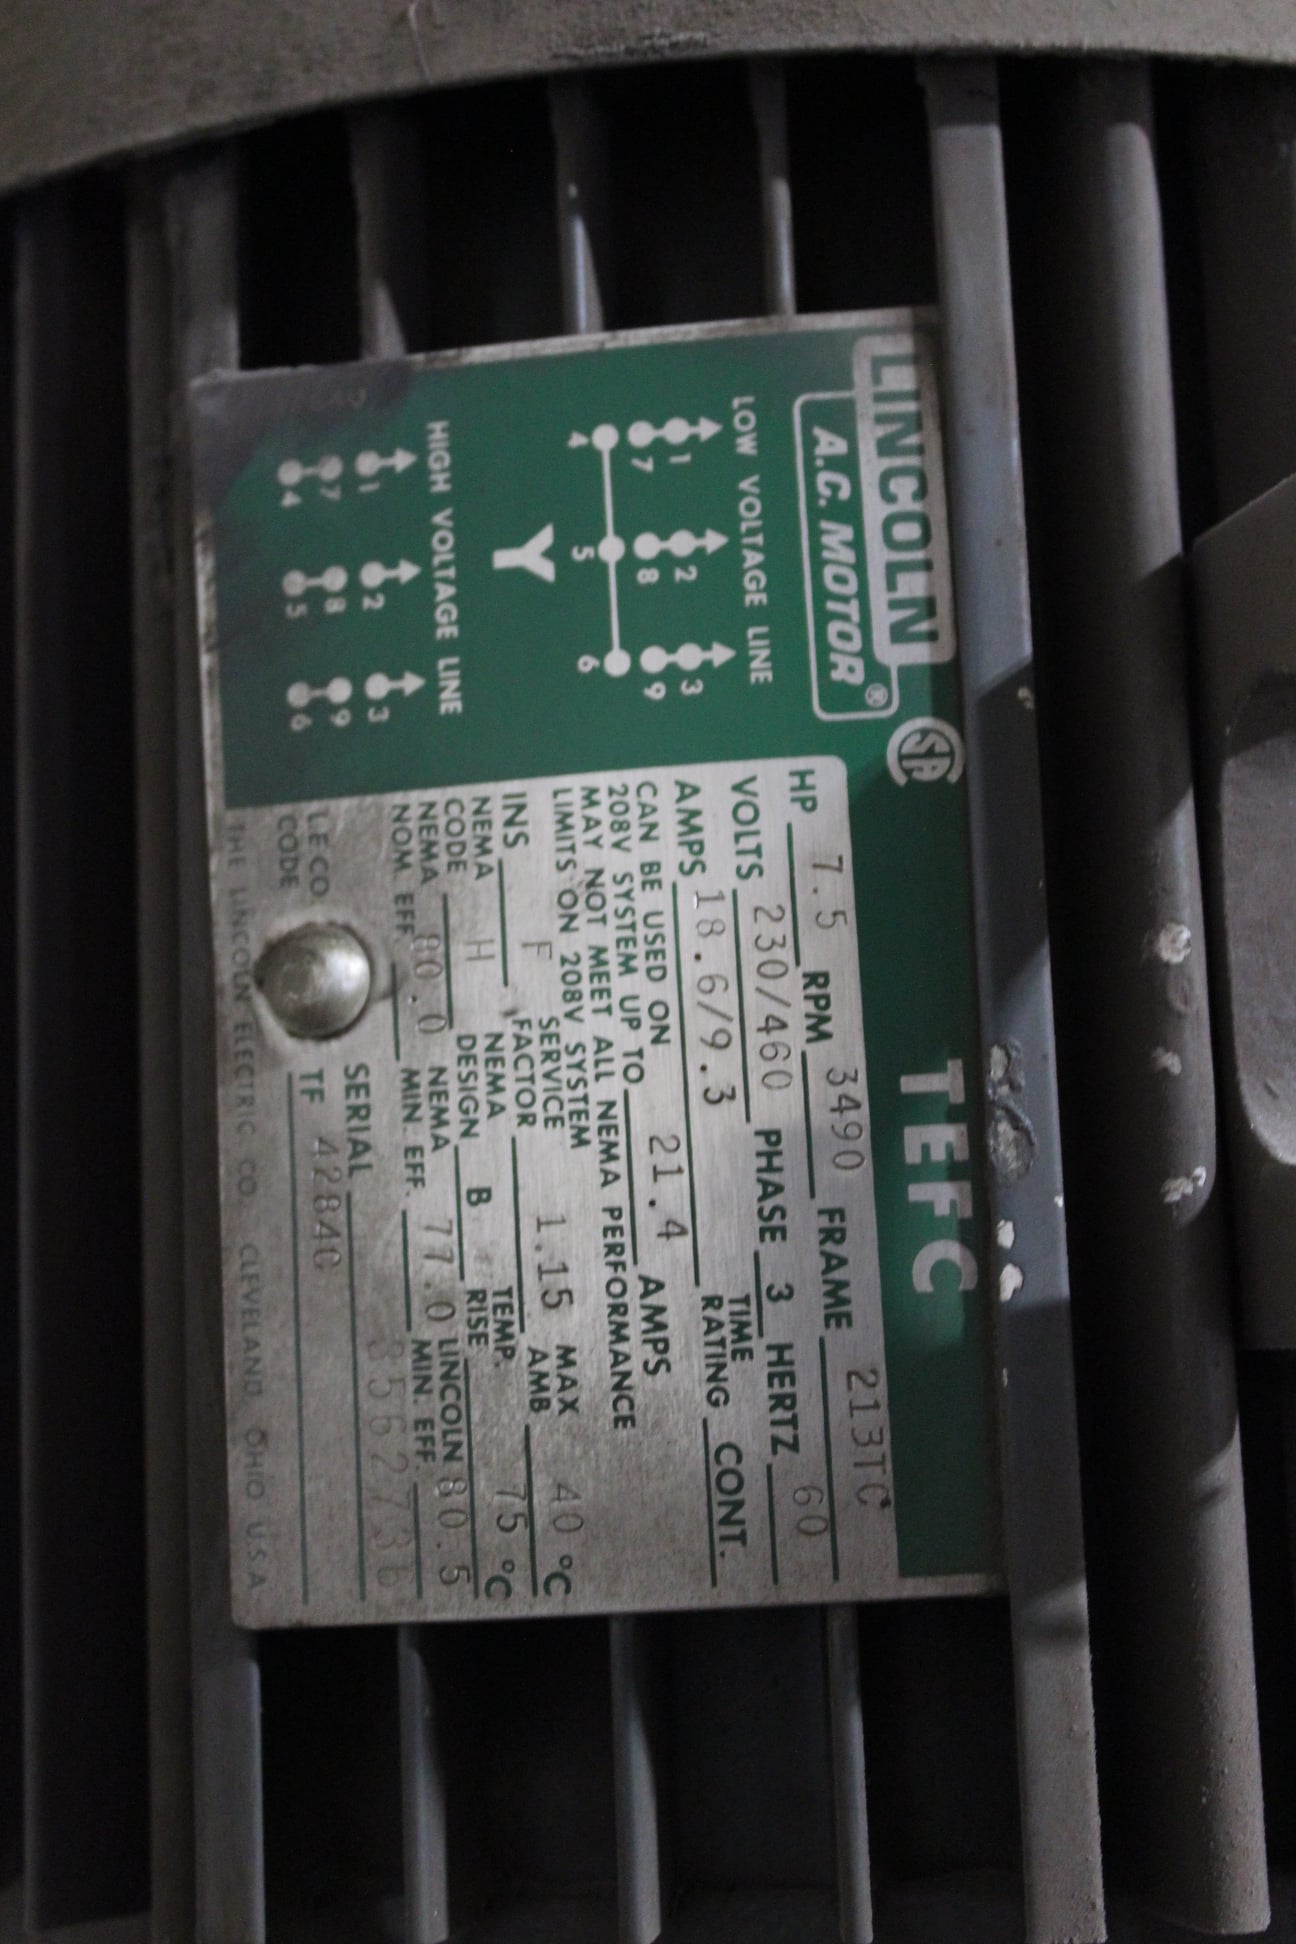 LINCOLN
A.C. MOTOR®
SA
TEFC
LOW VOLTAGE LINE
1 2 3
7 8 9
4 5 6
Y
HIGH VOLTAGE LINE
1 2 3
7 8 9
4 5 6
HP 7.5 RPM 3490 FRAME 213TC
VOLTS 230/460 PHASE 3 HERTZ 60
AMPS 18.6/9.3 TIME RATING CONT.
CAN BE USED ON
208V SYSTEM UP TO 21.4 AMPS
MAY NOT MEET ALL NEMA PERFORMANCE
LIMITS ON 208V SYSTEM
INS F SERVICE FACTOR 1.15 MAX AMB 40 °C
NEMA CODE H NEMA DESIGN B TEMP. RISE 75 °C
NEMA NOM. EFF. 80.0 NEMA MIN. EFF. 77.0 LINCOLN MIN. EFF. 80.5
L.E.CO. CODE SERIAL
TF 4284C
THE LINCOLN ELECTRIC CO. CLEVELAND, OHIO U.S.A.